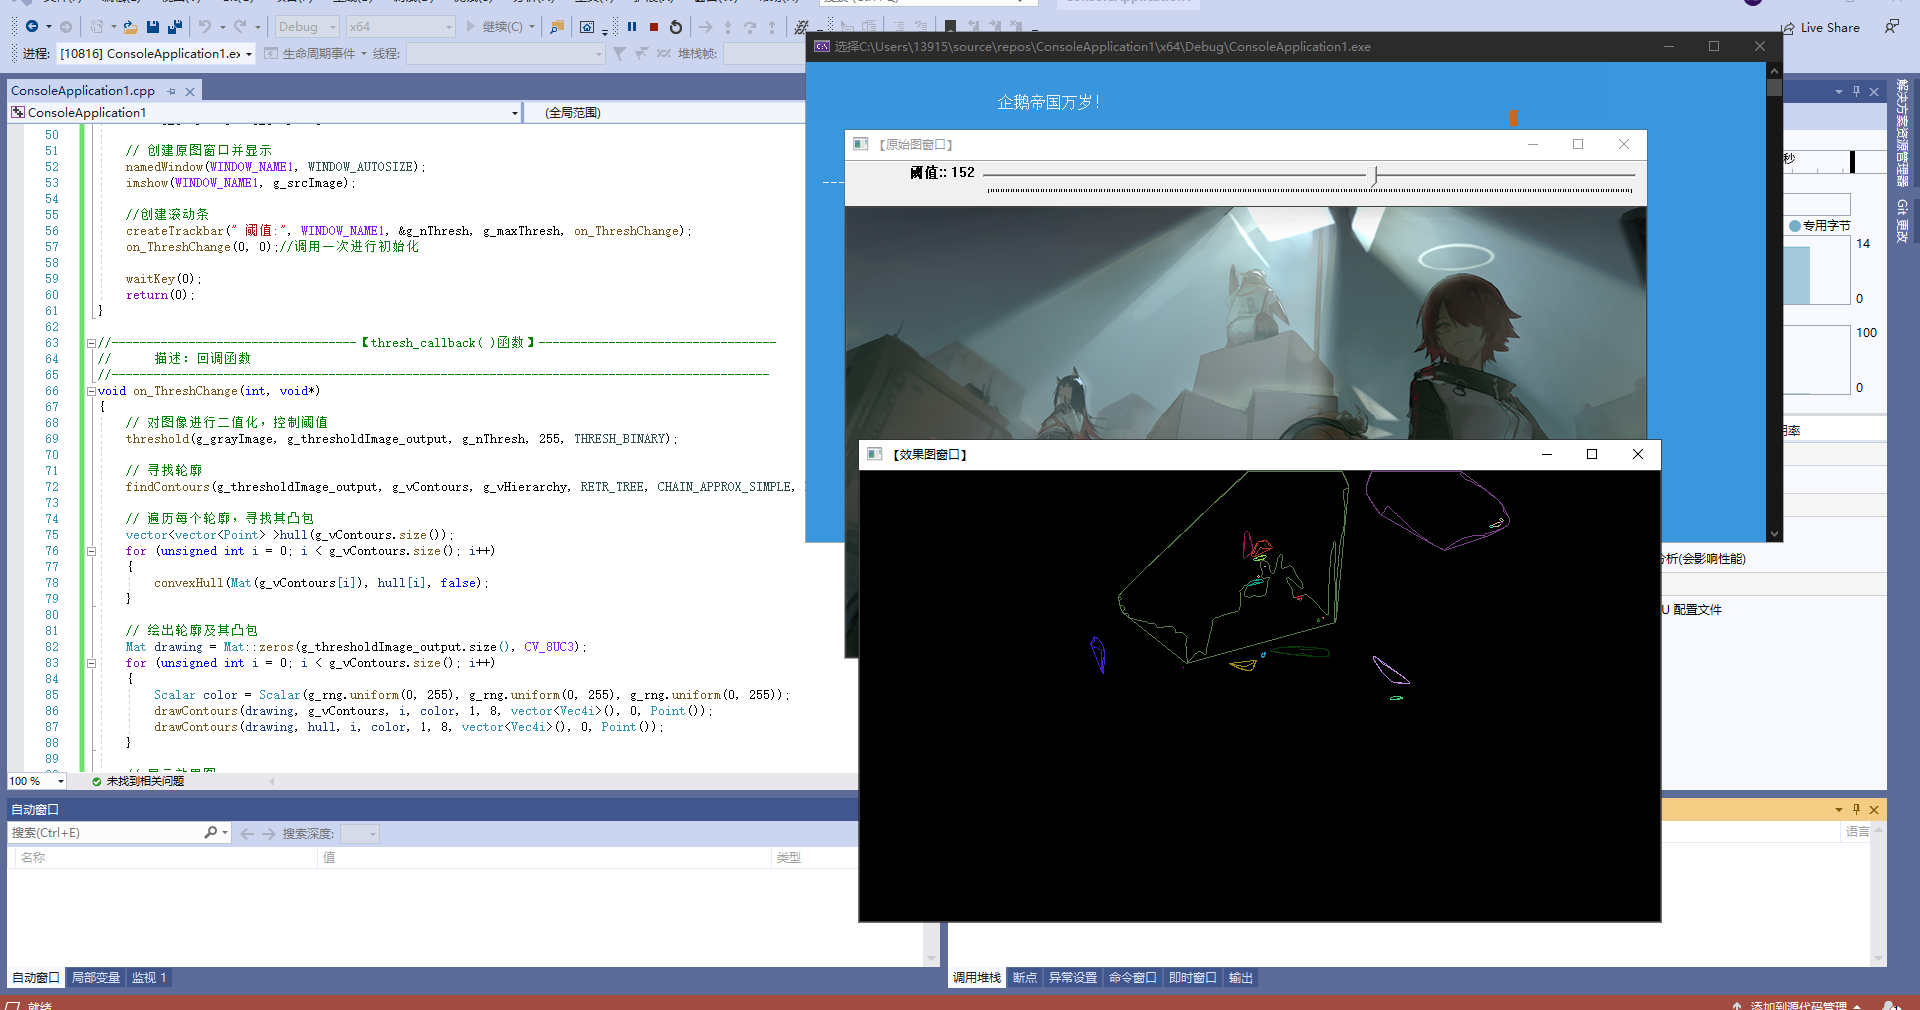 Debug
x64
继续(C)
Live Share
进程:
[10816] ConsoleApplication1.ex
生命周期事件
线程:
堆栈帧:
选择C:\Users\13915\source\repos\ConsoleApplication1\x64\Debug\ConsoleApplication1.exe
ConsoleApplication1.cpp
ConsoleApplication1
(全局范围)
企鹅帝国万岁!
50
51 // 创建原图窗口并显示
52 namedWindow(WINDOW_NAME1, WINDOW_AUTOSIZE);
53 imshow(WINDOW_NAME1, g_srcImage);
54
55 //创建滚动条
56 createTrackbar(" 阈值:", WINDOW_NAME1, &g_nThresh, g_maxThresh, on_ThreshChange);
57 on_ThreshChange(0, 0);//调用一次进行初始化
58
59 waitKey(0);
60 return(0);
61 }
62
63 //-----------------------------------【thresh_callback( )函数】----------------------------------
64 // 描述: 回调函数
65 //----------------------------------------------------------------------------------------------
66 void on_ThreshChange(int, void*)
67 {
68 // 对图像进行二值化，控制阈值
69 threshold(g_grayImage, g_thresholdImage_output, g_nThresh, 255, THRESH_BINARY);
70
71 // 寻找轮廓
72 findContours(g_thresholdImage_output, g_vContours, g_vHierarchy, RETR_TREE, CHAIN_APPROX_SIMPLE,
73
74 // 遍历每个轮廓，寻找其凸包
75 vector<vector<Point> >hull(g_vContours.size());
76 for (unsigned int i = 0; i < g_vContours.size(); i++)
77 {
78 convexHull(Mat(g_vContours[i]), hull[i], false);
79 }
80
81 // 绘出轮廓及其凸包
82 Mat drawing = Mat::zeros(g_thresholdImage_output.size(), CV_8UC3);
83 for (unsigned int i = 0; i < g_vContours.size(); i++)
84 {
85 Scalar color = Scalar(g_rng.uniform(0, 255), g_rng.uniform(0, 255), g_rng.uniform(0, 255));
86 drawContours(drawing, g_vContours, i, color, 1, 8, vector<Vec4i>(), 0, Point());
87 drawContours(drawing, hull, i, color, 1, 8, vector<Vec4i>(), 0, Point());
88 }
89
【原始图窗口】
阈值:: 152
【效果图窗口】
秒
专用字节
14
0
100
0
用率
分析(会影响性能)
U 配置文件
解决方案资源管理器
Git 更改
100 %
未找到相关问题
自动窗口
搜索(Ctrl+E)
搜索深度:
名称
值
类型
语言
自动窗口
局部变量
监视 1
调用堆栈
断点
异常设置
命令窗口
即时窗口
输出
就绪
添加到源代码管理